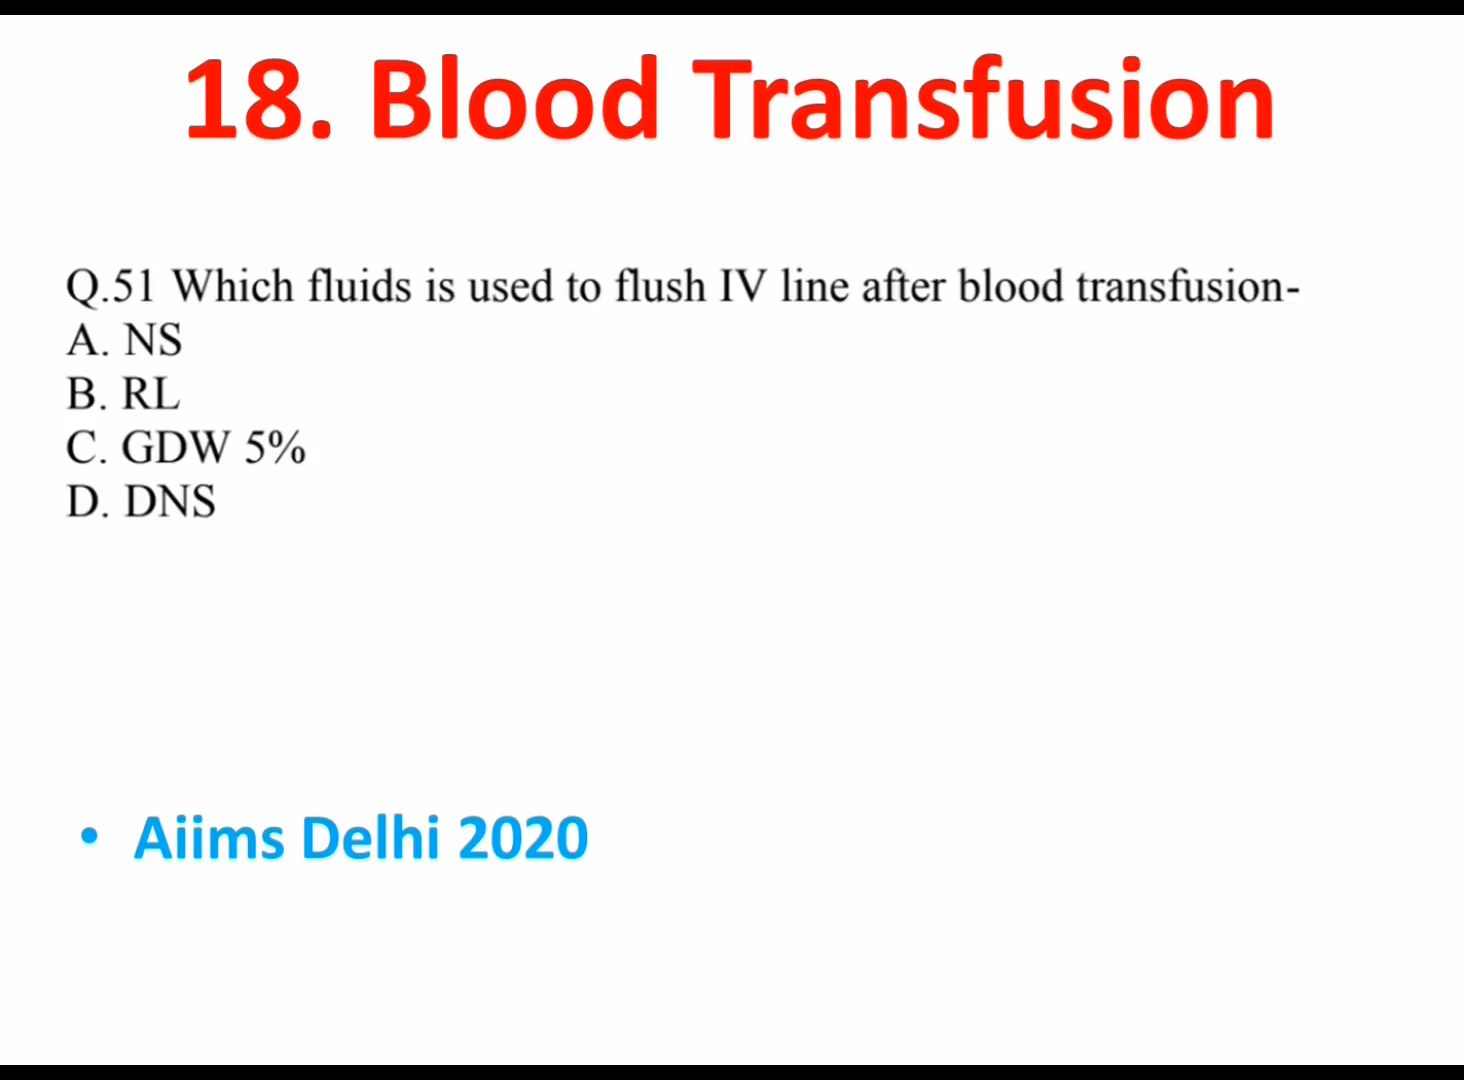 18. Blood Transfusion
Q.51 Which fluids is used to flush IV line after blood transfusion-
A. NS
B. RL
C. GDW 5%
D. DNS
• Aiims Delhi 2020